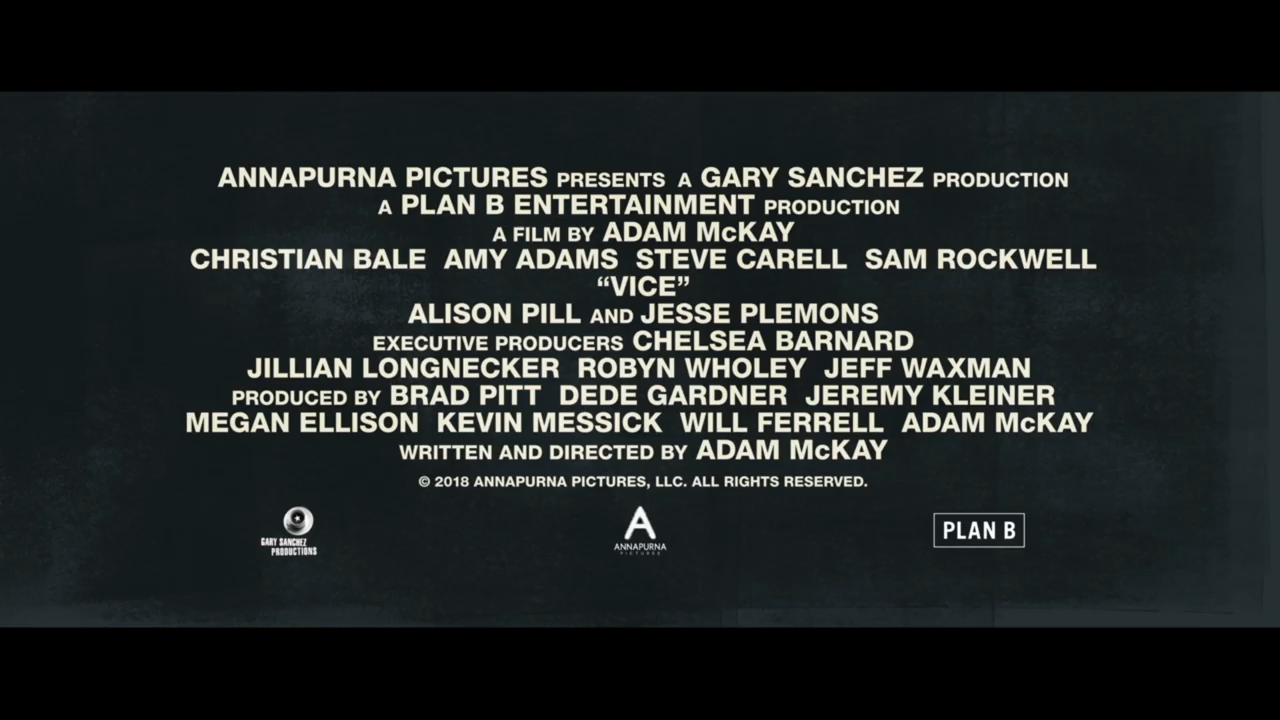 ANNAPURNA PICTURES PRESENTS A GARY SANCHEZ PRODUCTION
A PLAN B ENTERTAINMENT PRODUCTION
A FILM BY ADAM McKAY
CHRISTIAN BALE AMY ADAMS STEVE CARELL SAM ROCKWELL
“VICE”
ALISON PILL AND JESSE PLEMONS
EXECUTIVE PRODUCERS CHELSEA BARNARD
JILLIAN LONGNECKER ROBYN WHOLEY JEFF WAXMAN
PRODUCED BY BRAD PITT DEDE GARDNER JEREMY KLEINER
MEGAN ELLISON KEVIN MESSICK WILL FERRELL ADAM McKAY
WRITTEN AND DIRECTED BY ADAM McKAY
© 2018 ANNAPURNA PICTURES, LLC. ALL RIGHTS RESERVED.
GARY SANCHEZ
PRODUCTIONS
A
ANNAPURNA
PICTURES
PLAN B